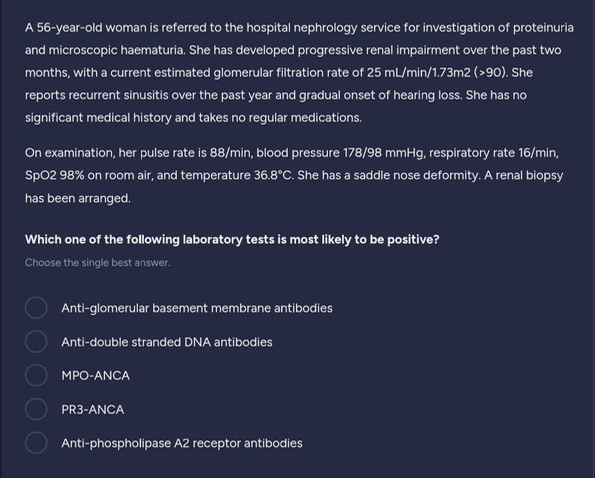 A 56-year-old woman is referred to the hospital nephrology service for investigation of proteinuria
and microscopic haematuria. She has developed progressive renal impairment over the past two
months, with a current estimated glomerular filtration rate of 25 mL/min/1.73m2 (>90). She
reports recurrent sinusitis over the past year and gradual onset of hearing loss. She has no
significant medical history and takes no regular medications.
On examination, her pulse rate is 88/min, blood pressure 178/98 mmHg, respiratory rate 16/min,
SpO2 98% on room air, and temperature 36.8°C. She has a saddle nose deformity. A renal biopsy
has been arranged.
Which one of the following laboratory tests is most likely to be positive?
Choose the single best answer.
Anti-glomerular basement membrane antibodies
Anti-double stranded DNA antibodies
MPO-ANCA
PR3-ANCA
Anti-phospholipase A2 receptor antibodies